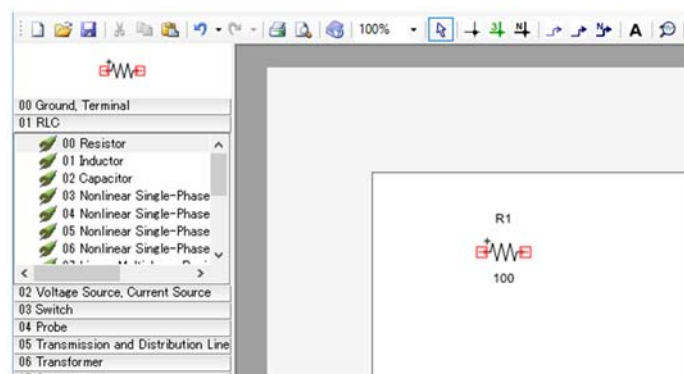 100%
3
N
N
A
00 Ground, Terminal
01 RLC
00 Resistor
01 Inductor
02 Capacitor
03 Nonlinear Single-Phase
04 Nonlinear Single-Phase
05 Nonlinear Single-Phase
06 Nonlinear Single-Phase
02 Voltage Source, Current Source
03 Switch
04 Probe
05 Transmission and Distribution Line
06 Transformer
R1
100